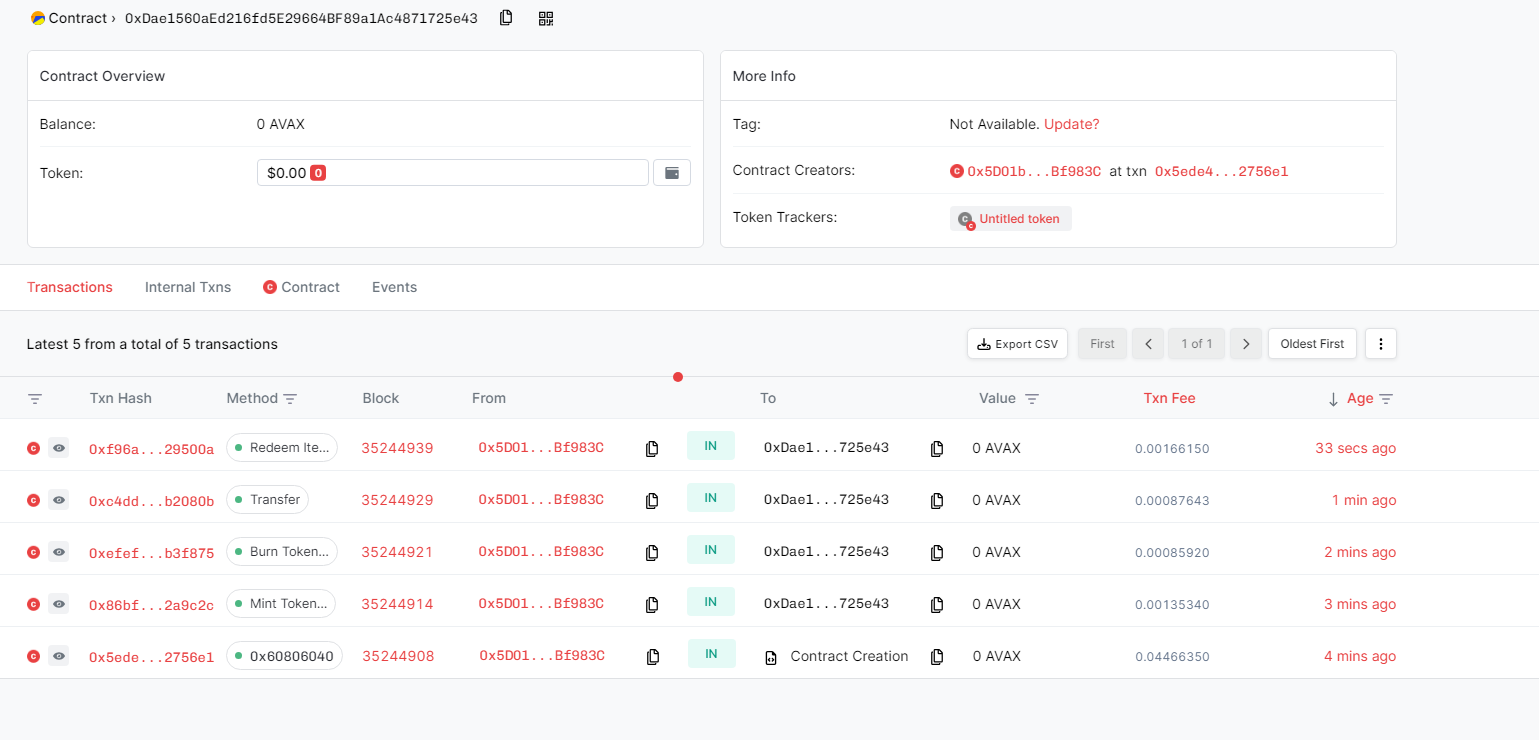 Contract › 0xDae1560aEd216fd5E29664BF89a1Ac4871725e43
Contract Overview
Balance: 0 AVAX
Token: $0.00 0
More Info
Tag: Not Available. Update?
Contract Creators: 0x5D01b...Bf983C at txn 0x5ede4...2756e1
Token Trackers: Untitled token
Transactions Internal Txns Contract Events
Latest 5 from a total of 5 transactions Export CSV First 1 of 1 Oldest First
Txn Hash Method Block From To Value Txn Fee Age
0xf96a...29500a Redeem Ite... 35244939 0x5D01...Bf983C IN 0xDae1...725e43 0 AVAX 0.00166150 33 secs ago
0xc4dd...b2080b Transfer 35244929 0x5D01...Bf983C IN 0xDae1...725e43 0 AVAX 0.00087643 1 min ago
0xefef...b3f875 Burn Token... 35244921 0x5D01...Bf983C IN 0xDae1...725e43 0 AVAX 0.00085920 2 mins ago
0x86bf...2a9c2c Mint Token... 35244914 0x5D01...Bf983C IN 0xDae1...725e43 0 AVAX 0.00135340 3 mins ago
0x5ede...2756e1 0x60806040 35244908 0x5D01...Bf983C IN Contract Creation 0 AVAX 0.04466350 4 mins ago